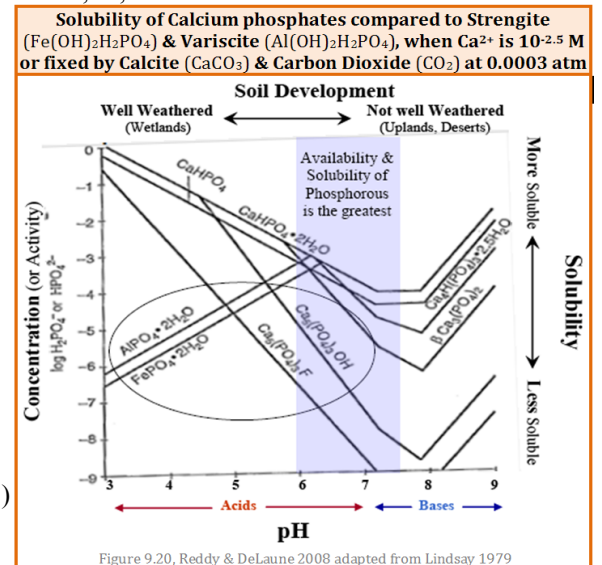 Solubility of Calcium phosphates compared to Strengite
(Fe(OH)₂H₂PO₄) & Variscite (Al(OH)₂H₂PO₄), when Ca²⁺ is 10⁻²·⁵ M
or fixed by Calcite (CaCO₃) & Carbon Dioxide (CO₂) at 0.0003 atm
Soil Development
Well Weathered
(Wetlands)
Not well Weathered
(Uplands, Deserts)
Availability &
Solubility of
Phosphorous
is the greatest
Concentration (or Activity)
log H₂PO₄⁻ or HPO₄²⁻
0
−1
−2
−3
−4
−5
−6
−7
−8
−9
CaHPO₄
CaHPO₄•2H₂O
AlPO₄•2H₂O
FePO₄•2H₂O
Ca₅(PO₄)₃F
Ca₅(PO₄)₃OH
Ca₄H(PO₄)₃•2.5H₂O
β Ca₃(PO₄)₂
More Soluble
Less Soluble
Solubility
3 4 5 6 7 8 9
Acids
Bases
pH
)
Figure 9.20, Reddy & DeLaune 2008 adapted from Lindsay 1979